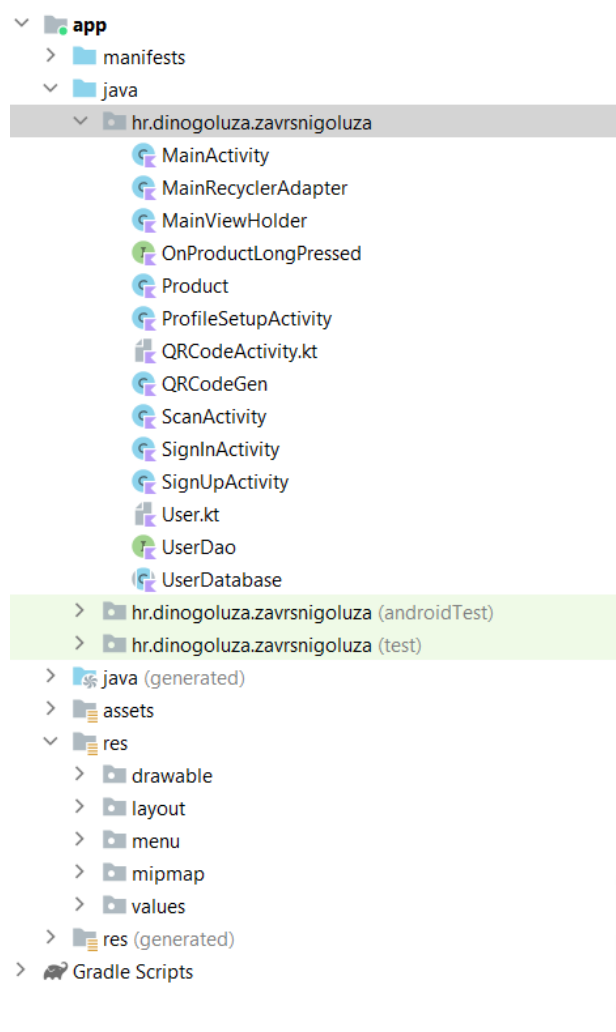 app
manifests
java
hr.dinogoluza.zavrsnigoluza
MainActivity
MainRecyclerAdapter
MainViewHolder
OnProductLongPressed
Product
ProfileSetupActivity
QRCodeActivity.kt
QRCodeGen
ScanActivity
SignInActivity
SignUpActivity
User.kt
UserDao
UserDatabase
hr.dinogoluza.zavrsnigoluza (androidTest)
hr.dinogoluza.zavrsnigoluza (test)
java (generated)
assets
res
drawable
layout
menu
mipmap
values
res (generated)
Gradle Scripts